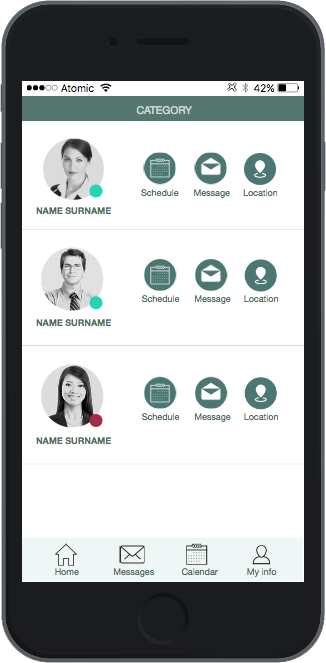 Atomic 42%
CATEGORY
Schedule Message Location
NAME SURNAME
Schedule Message Location
NAME SURNAME
Schedule Message Location
NAME SURNAME
Home Messages Calendar My info